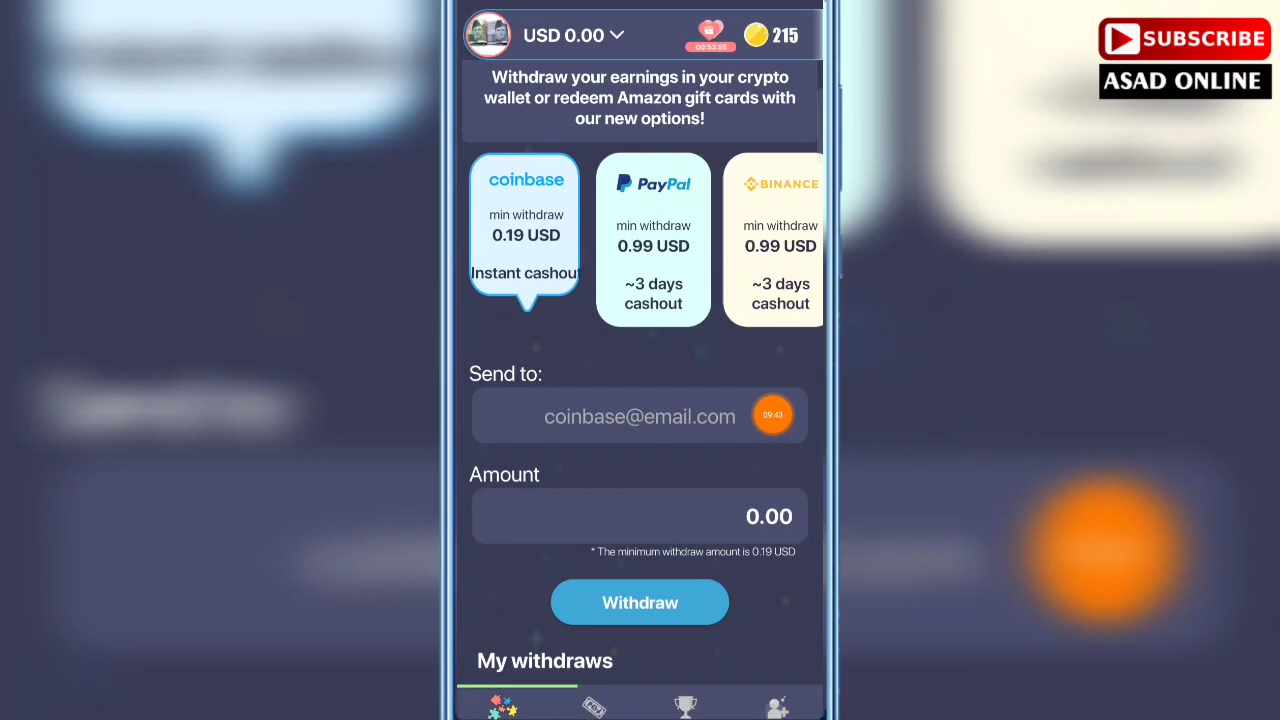 USD 0.00
00:53:55
215
SUBSCRIBE
ASAD ONLINE
Withdraw your earnings in your crypto
wallet or redeem Amazon gift cards with
our new options!
coinbase
min withdraw
0.19 USD
Instant cashout
PayPal
min withdraw
0.99 USD
~3 days
cashout
BINANCE
min withdraw
0.99 USD
~3 days
cashout
Send to:
coinbase@email.com
09:43
Amount
0.00
* The minimum withdraw amount is 0.19 USD
Withdraw
My withdraws